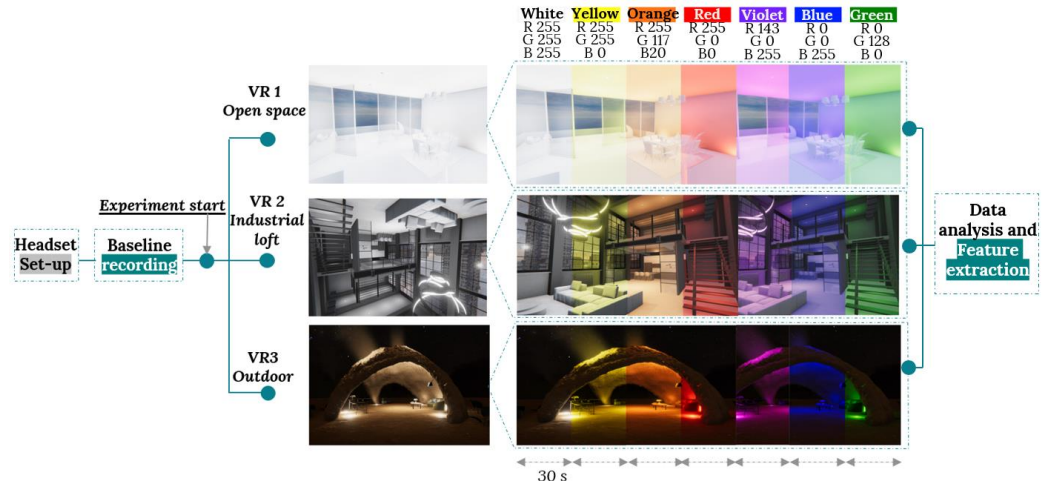 White Yellow Orange Red Violet Blue Green
R 255 R 255 R 255 R 255 R 143 R 0 R 0
G 255 G 255 G 117 G 0 G 0 G 0 G 128
B 255 B 0 B20 B0 B 255 B 255 B 0
VR 1
Open space
Experiment start
VR 2
Industrial
loft
Headset
Set-up
Baseline
recording
Data
analysis and
Feature
extraction
VR3
Outdoor
30 s